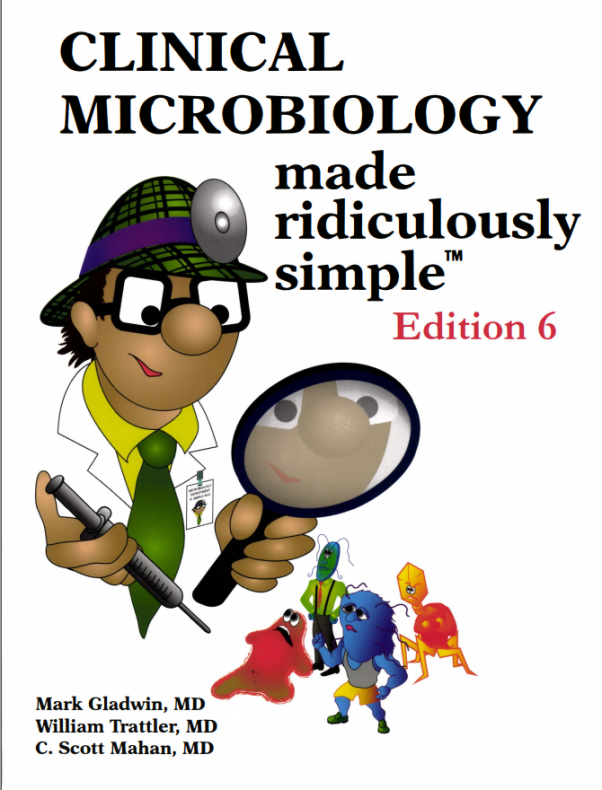 CLINICAL
MICROBIOLOGY
made
ridiculously
simple™
Edition 6
Mark Gladwin, MD
William Trattler, MD
C. Scott Mahan, MD